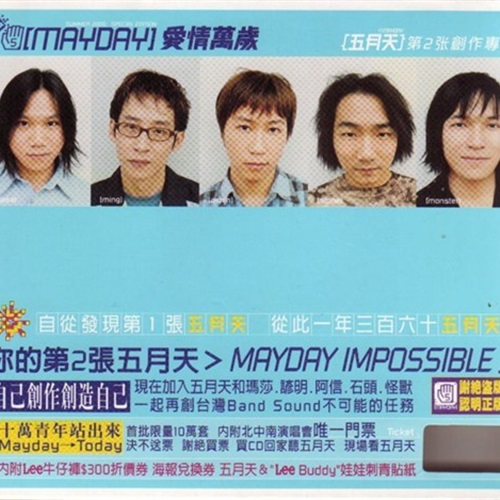 SUMMER 2000 · SPECIAL EDITION
[MAYDAY] 愛情萬歲
[五月天] 第2張創作專
[ming]
[monster]
自從發現第1張五月天 從此一年三百六十五月天
你的第2張五月天 > MAYDAY IMPOSSIBLE
自己創作創造自己
現在加入五月天和瑪莎.諺明.阿信.石頭.怪獸
一起再創台灣Band Sound不可能的任務
謝絕盜
認明正
十萬青年站出來
Mayday→Today
首批限量10萬套 內附北中南演唱會唯一門票 Ticket
決不送票 謝絕買票 買CD回家聽五月天 現場看五月天
內附Lee牛仔褲$300折價券 海報兌換券 五月天&"Lee Buddy"娃娃刺青貼紙